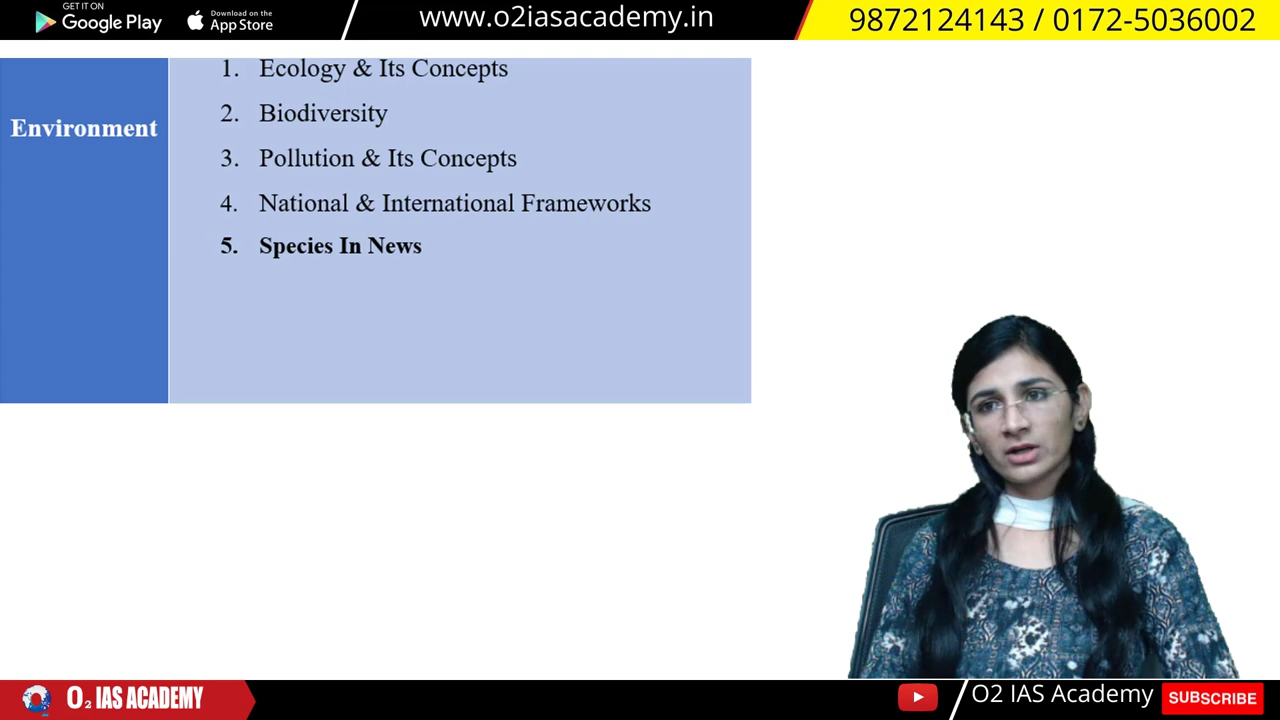 GET IT ON
Google Play
Download on the
App Store
www.o2iasacademy.in
9872124143 / 0172-5036002
Environment
1. Ecology & Its Concepts
2. Biodiversity
3. Pollution & Its Concepts
4. National & International Frameworks
5. Species In News
O2 IAS ACADEMY
O2 IAS Academy
SUBSCRIBE